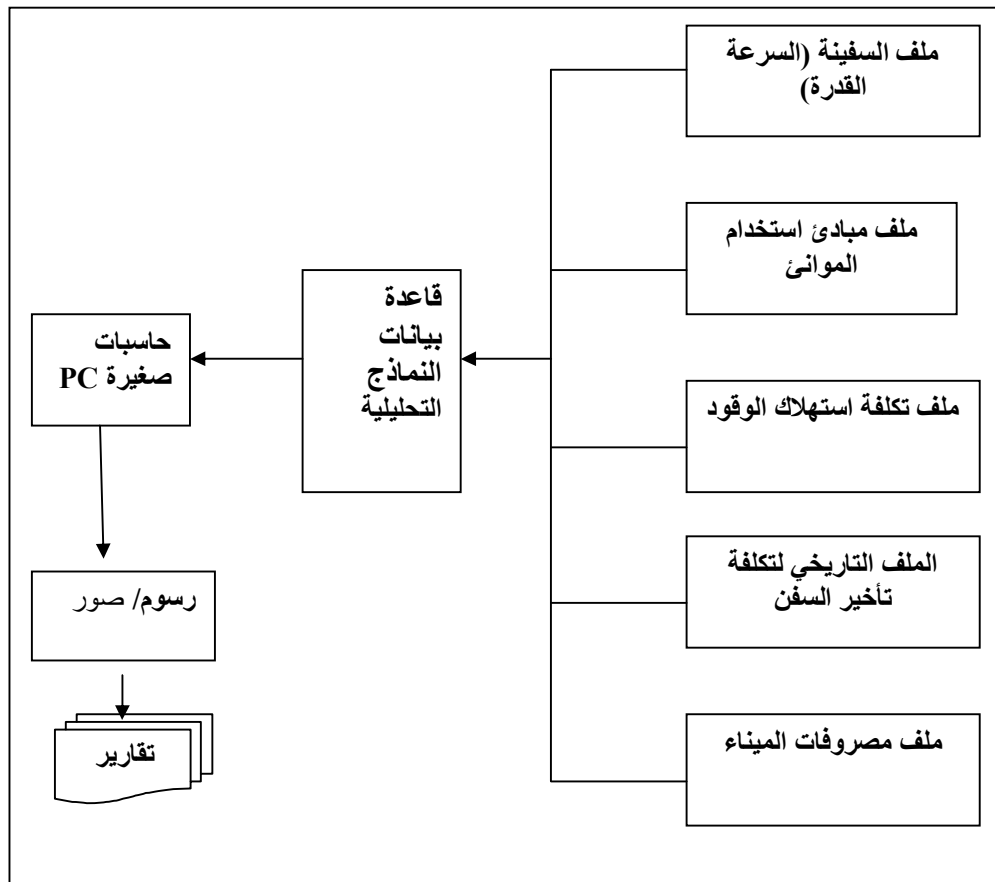 ملف السفينة (السرعة
القدرة)
ملف مبادئ استخدام
الموانئ
ملف تكلفة استهلاك الوقود
الملف التاريخي لتكلفة
تأخير السفن
ملف مصروفات الميناء
قاعدة
بيانات
النماذج
التحليلية
حاسبات
صغيرة PC
رسوم/ صور
تقارير